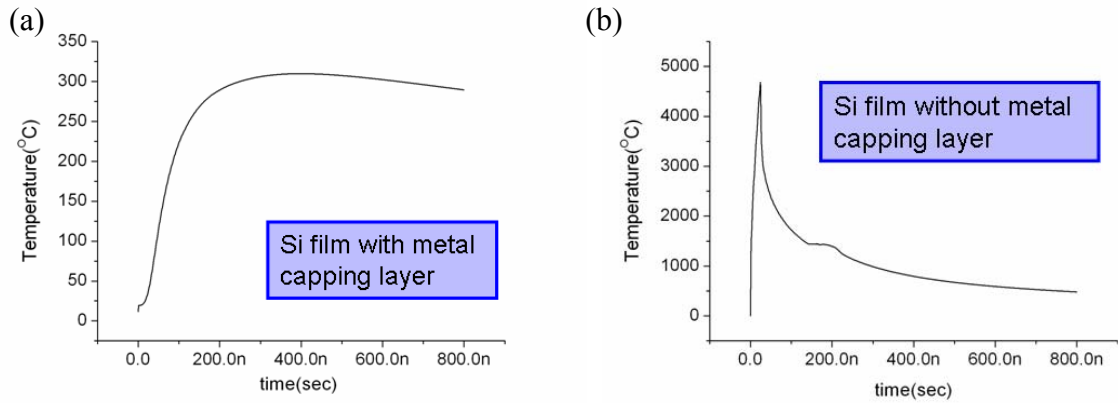 (a)
350
300
250
200
150
100
50
0
Temperature(°C)
Si film with metal
capping layer
0.0
200.0n
400.0n
600.0n
800.0n
time(sec)
(b)
5000
4000
3000
2000
1000
0
Temperature(°C)
Si film without metal
capping layer
0.0
200.0n
400.0n
600.0n
800.0n
time(sec)